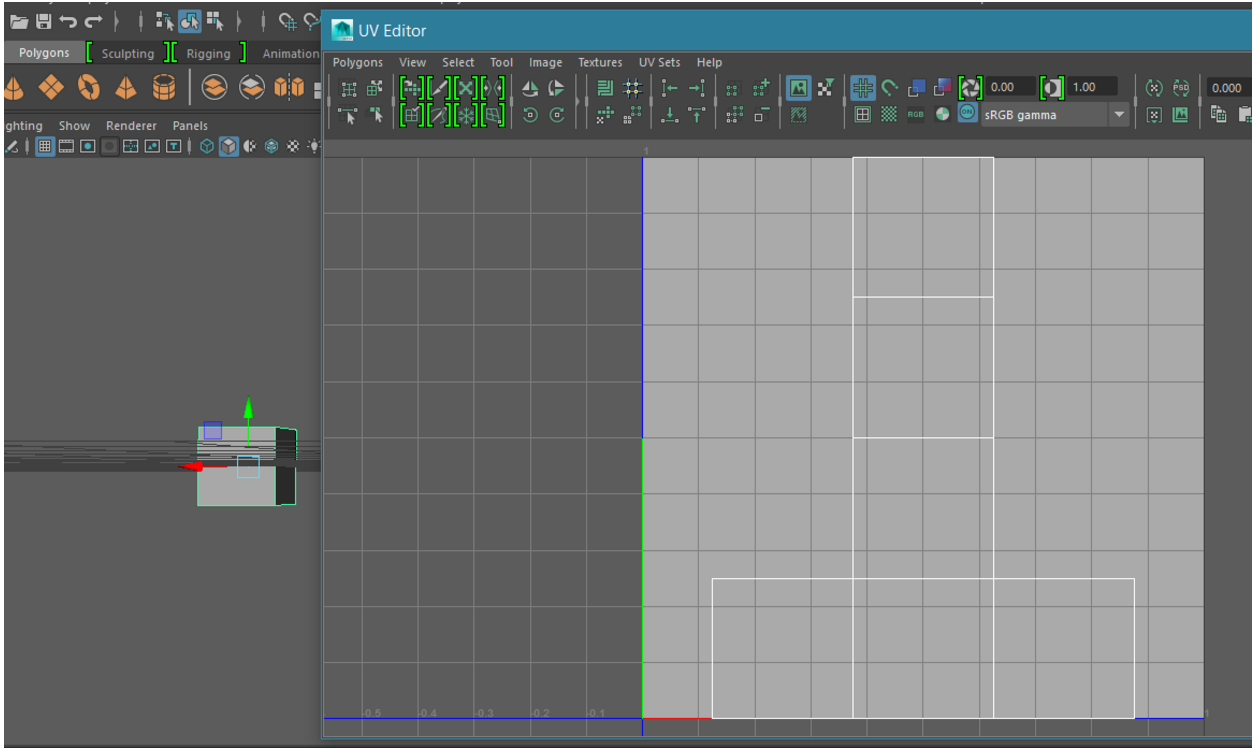 UV Editor
Polygons Sculpting Rigging Animation
Polygons View Select Tool Image Textures UV Sets Help
0.00 1.00 PSD 0.000
RGB ON sRGB gamma
ghting Show Renderer Panels
T
1
-0.5 -0.4 -0.3 -0.2 -0.1 1